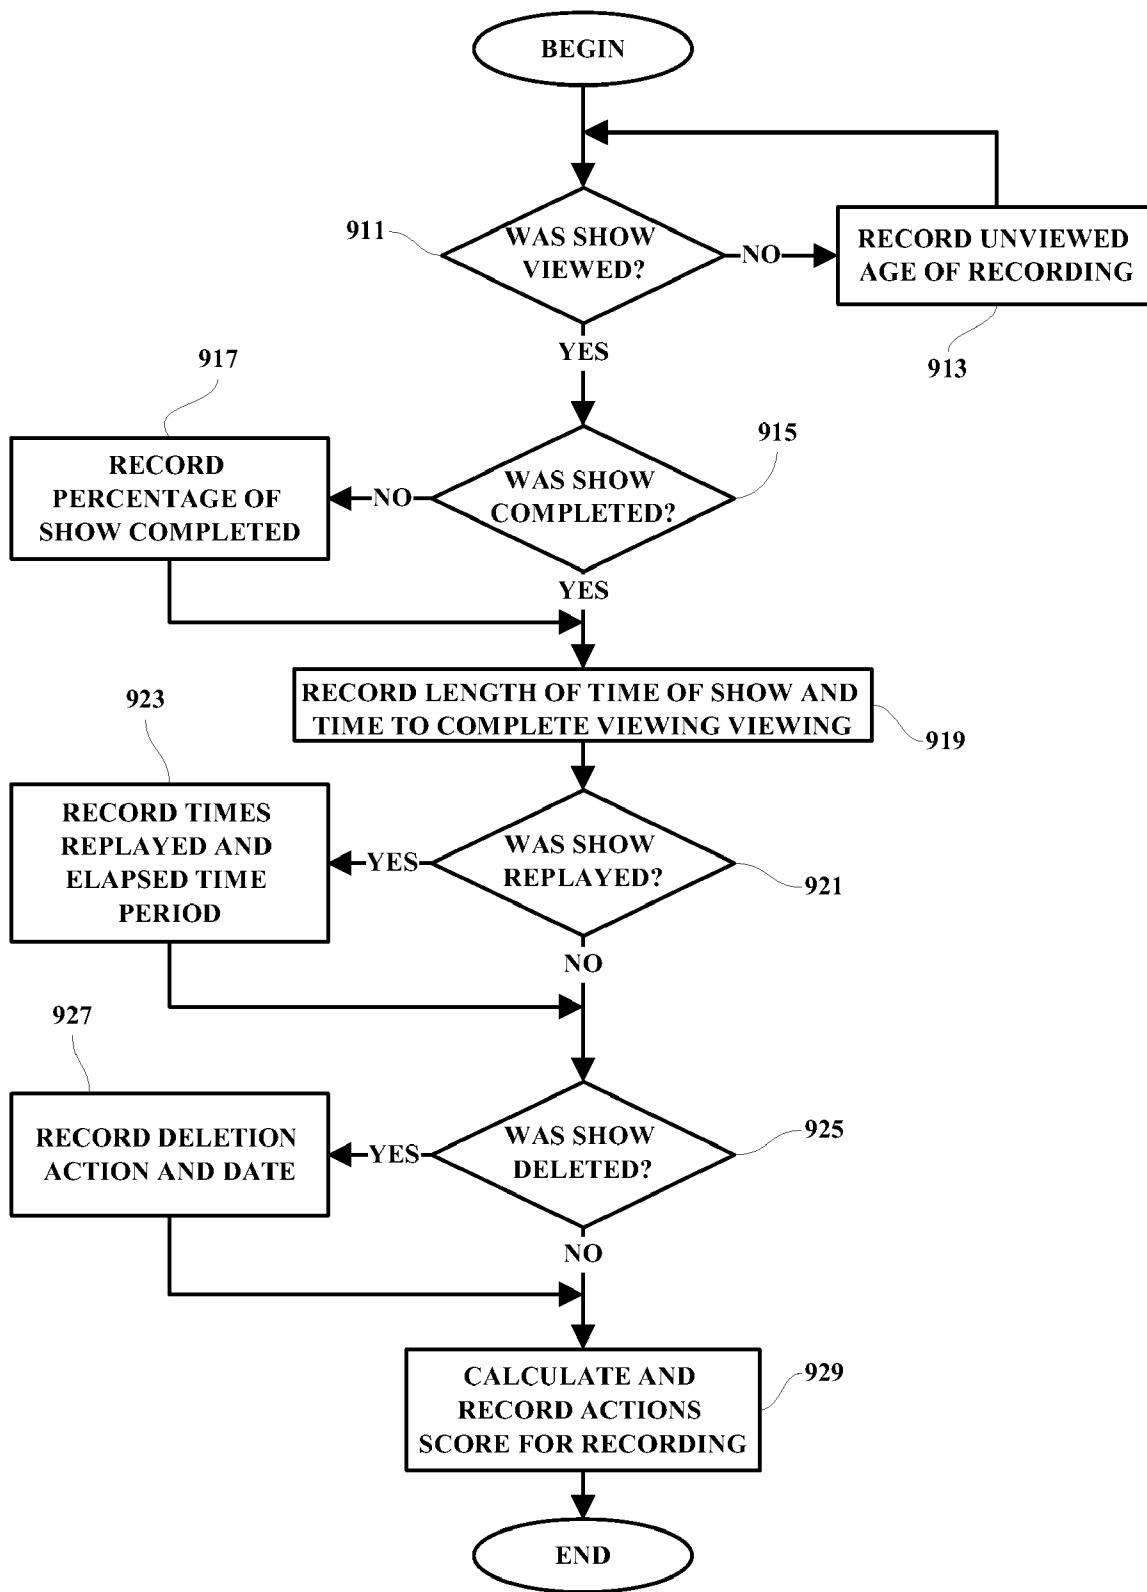 BEGIN
911
WAS SHOW
VIEWED?
NO
RECORD UNVIEWED
AGE OF RECORDING
913
YES
917
915
RECORD
PERCENTAGE OF
SHOW COMPLETED
NO
WAS SHOW
COMPLETED?
YES
RECORD LENGTH OF TIME OF SHOW AND
TIME TO COMPLETE VIEWING VIEWING
919
923
RECORD TIMES
REPLAYED AND
ELAPSED TIME
PERIOD
YES
WAS SHOW
REPLAYED?
921
NO
927
RECORD DELETION
ACTION AND DATE
YES
WAS SHOW
DELETED?
925
NO
CALCULATE AND
RECORD ACTIONS
SCORE FOR RECORDING
929
END